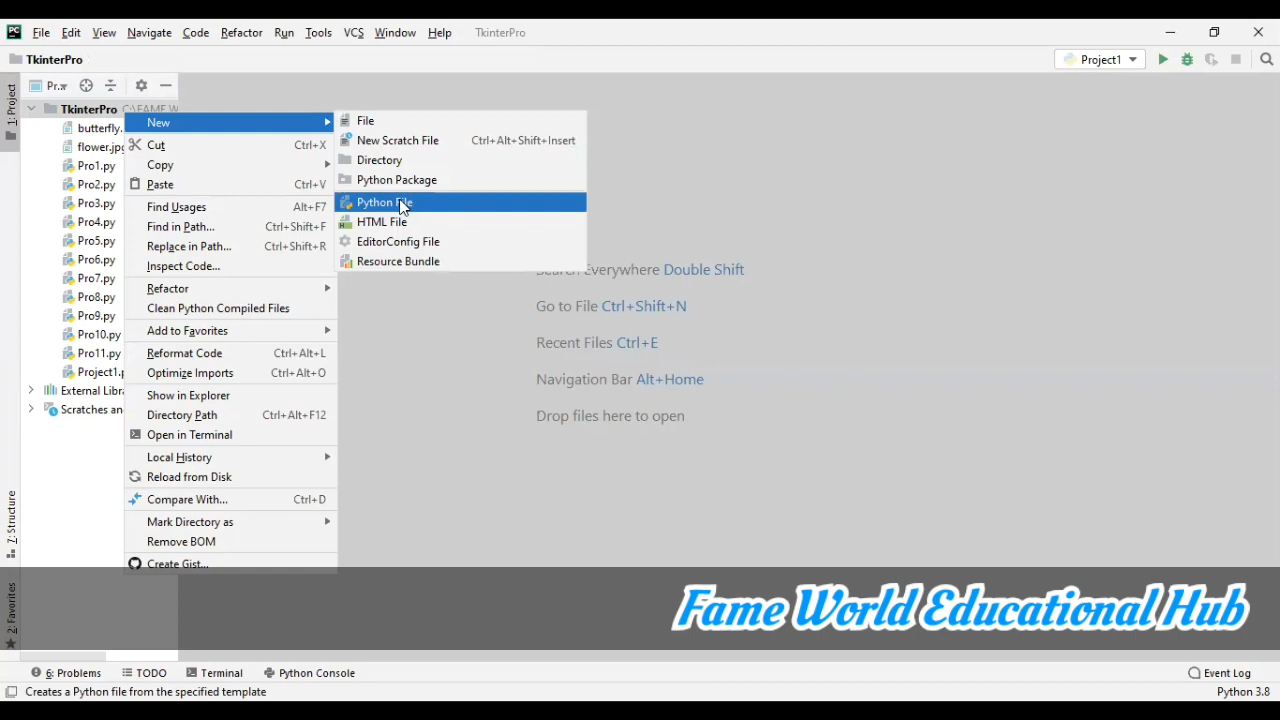 PC File Edit View Navigate Code Refactor Run Tools VCS Window Help TkinterPro
TkinterPro Project1
1: Project
Pr...
TkinterPro C:\FAME W
butterfly.
flower.jpg
Pro1.py
Pro2.py
Pro3.py
Pro4.py
Pro5.py
Pro6.py
Pro7.py
Pro8.py
Pro9.py
Pro10.py
Pro11.py
Project1.p
External Libra
Scratches an
New
Cut Ctrl+X
Copy
Paste Ctrl+V
Find Usages Alt+F7
Find in Path... Ctrl+Shift+F
Replace in Path... Ctrl+Shift+R
Inspect Code...
Refactor
Clean Python Compiled Files
Add to Favorites
Reformat Code Ctrl+Alt+L
Optimize Imports Ctrl+Alt+O
Show in Explorer
Directory Path Ctrl+Alt+F12
Open in Terminal
Local History
Reload from Disk
Compare With... Ctrl+D
Mark Directory as
Remove BOM
Create Gist...
File
New Scratch File Ctrl+Alt+Shift+Insert
Directory
Python Package
Python File
HTML File
EditorConfig File
Resource Bundle
Search Everywhere Double Shift
Go to File Ctrl+Shift+N
Recent Files Ctrl+E
Navigation Bar Alt+Home
Drop files here to open
7: Structure
2: Favorites
Fame World Educational Hub
6: Problems TODO Terminal Python Console Event Log
Creates a Python file from the specified template Python 3.8